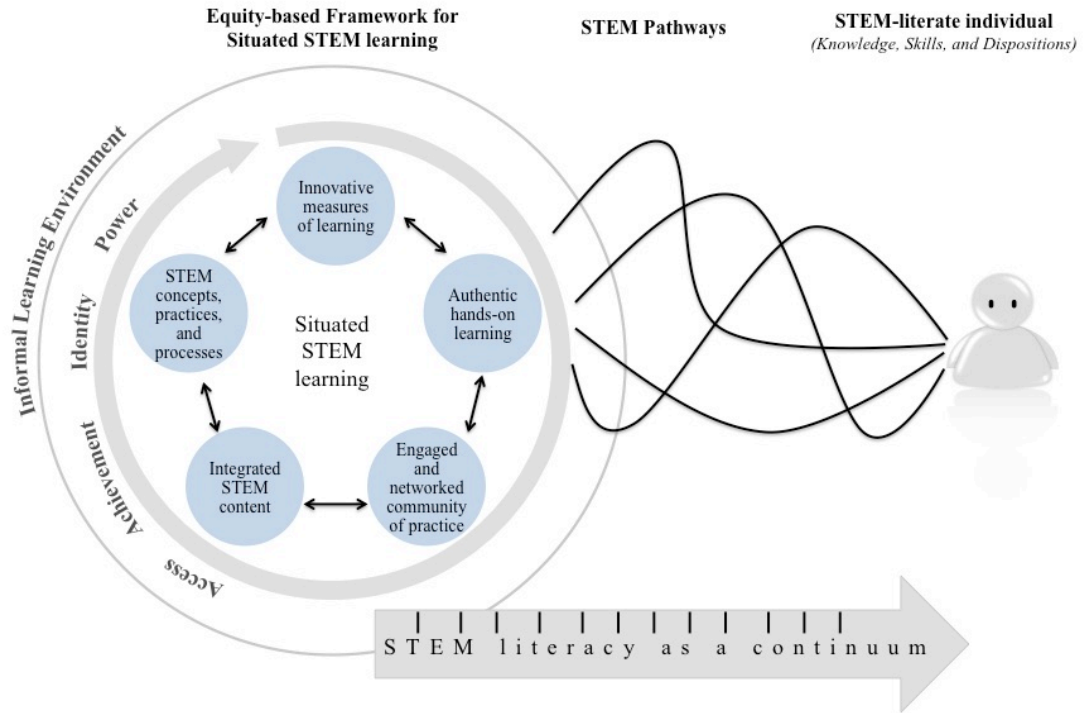 Equity-based Framework for
Situated STEM learning
STEM Pathways
STEM-literate individual
(Knowledge, Skills, and Dispositions)
Informal Learning Environment
Power
Identity
Achievement
Access
Innovative
measures
of learning
STEM
concepts,
practices,
and
processes
Authentic
hands-on
learning
Situated
STEM
learning
Integrated
STEM
content
Engaged
and
networked
community
of practice
STEM literacy as a continuum